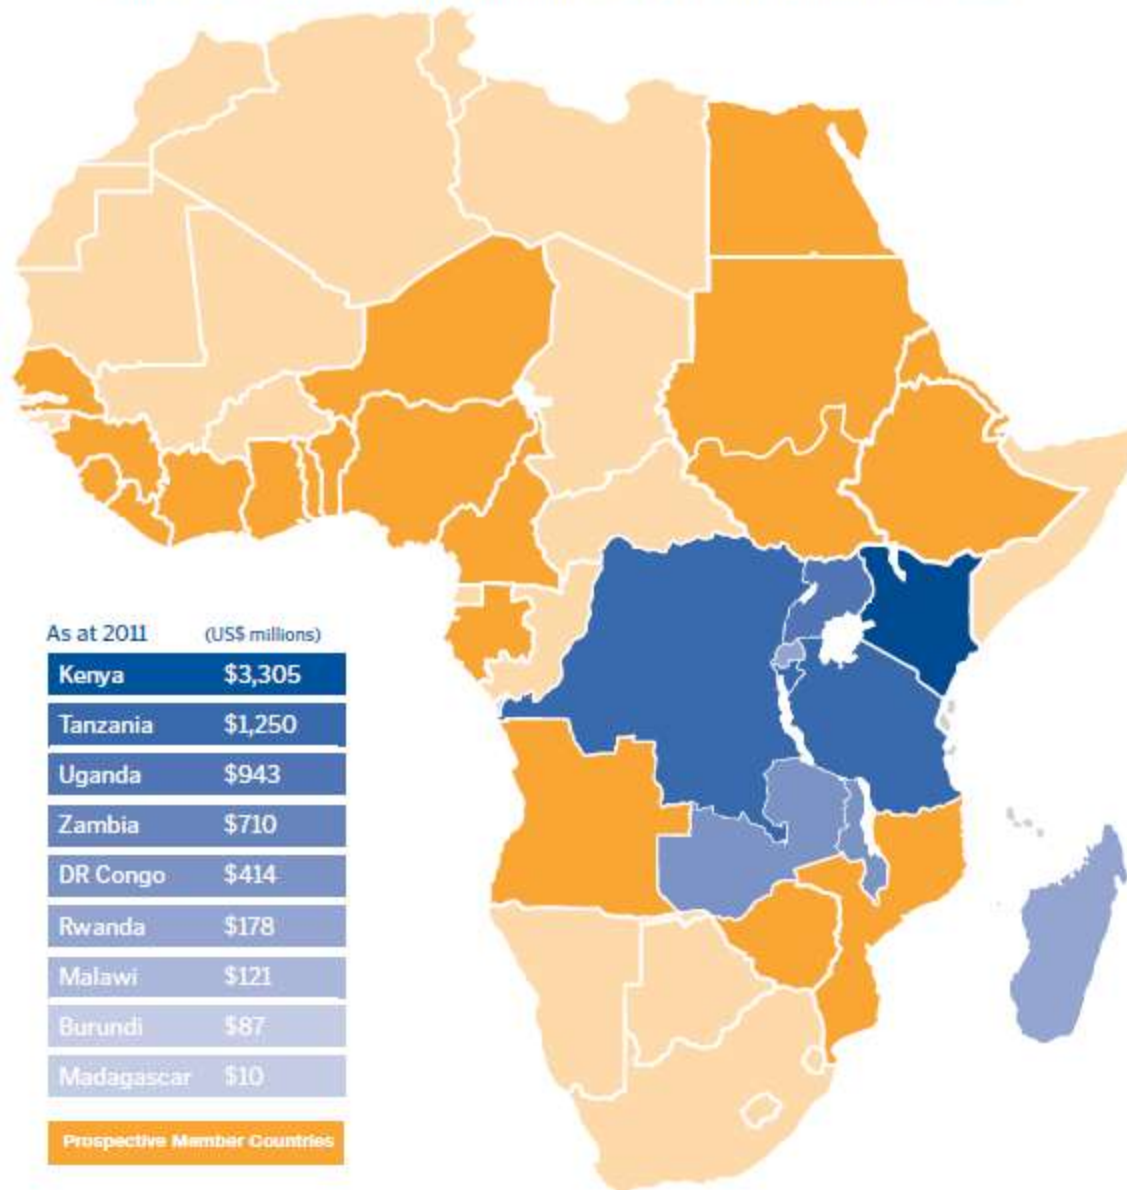 As at 2011 (US$ millions)
Kenya $3,305
Tanzania $1,250
Uganda $943
Zambia $710
DR Congo $414
Rwanda $178
Malawi $121
Burundi $87
Madagascar $10
Prospective Member Countries